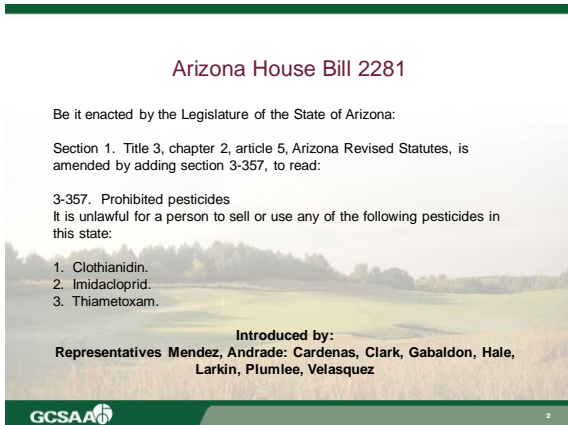 Arizona House Bill 2281
Be it enacted by the Legislature of the State of Arizona:
Section 1. Title 3, chapter 2, article 5, Arizona Revised Statutes, is
amended by adding section 3-357, to read:
3-357. Prohibited pesticides
It is unlawful for a person to sell or use any of the following pesticides in
this state:
1. Clothianidin.
2. Imidacloprid.
3. Thiametoxam.
Introduced by:
Representatives Mendez, Andrade: Cardenas, Clark, Gabaldon, Hale,
Larkin, Plumlee, Velasquez
GCSAA
2